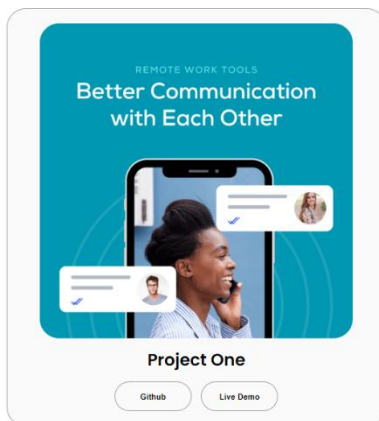 REMOTE WORK TOOLS
Better Communication
with Each Other
Project One
Github
Live Demo